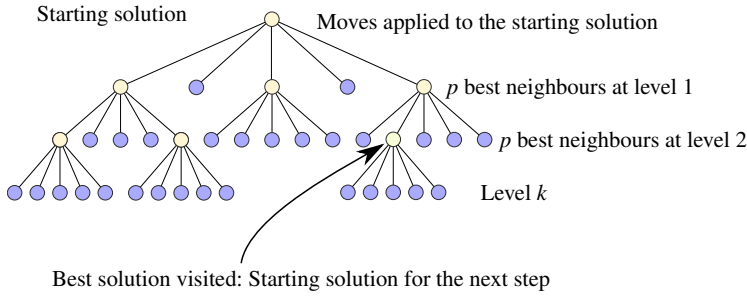 Starting solution
Moves applied to the starting solution
p best neighbours at level 1
p best neighbours at level 2
Level k
Best solution visited: Starting solution for the next step